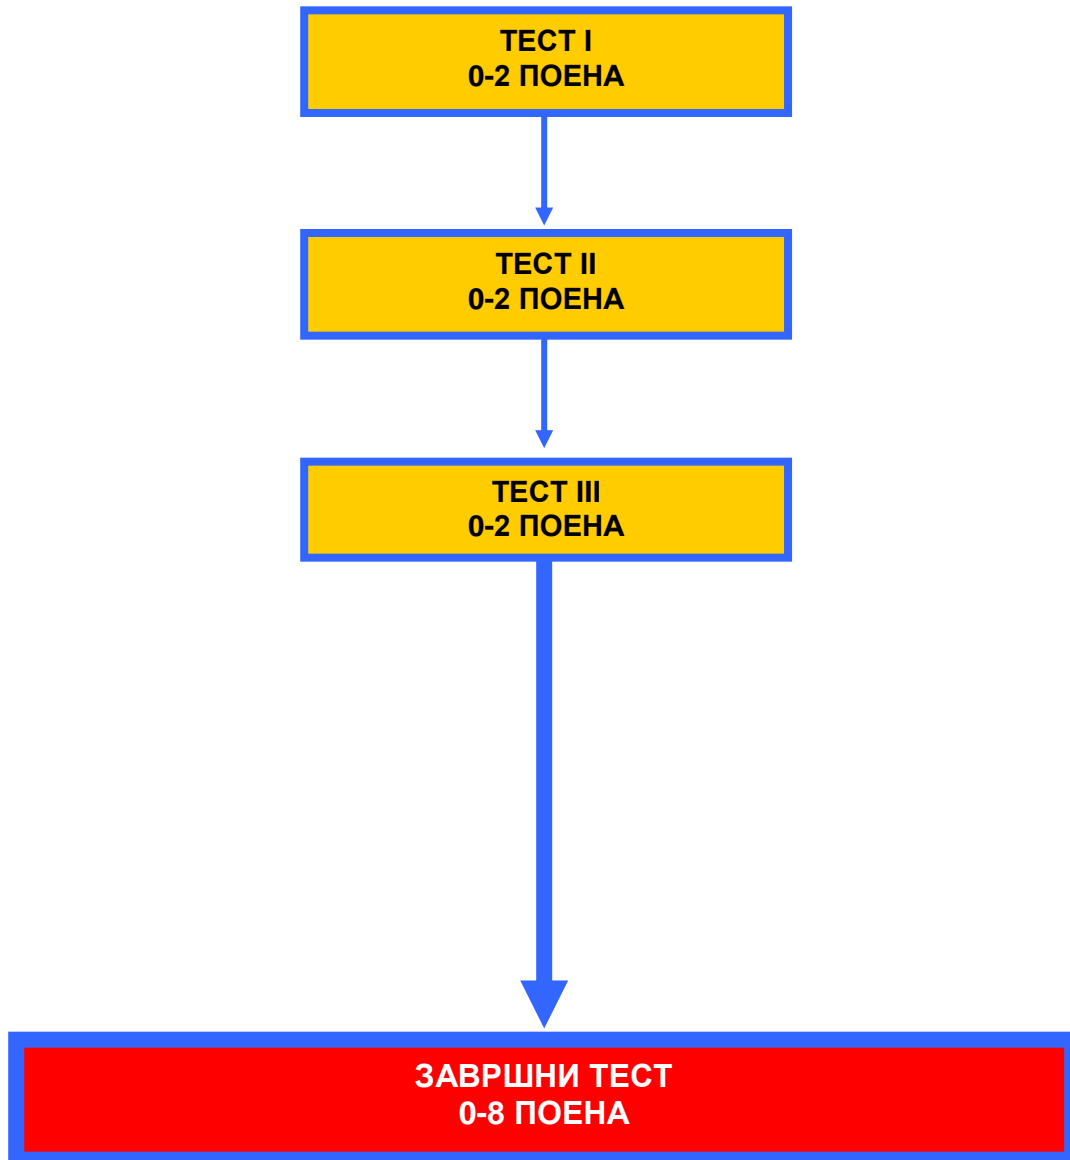 ТЕСТ I
0-2 ПОЕНА
ТЕСТ II
0-2 ПОЕНА
ТЕСТ III
0-2 ПОЕНА
ЗАВРШНИ ТЕСТ
0-8 ПОЕНА